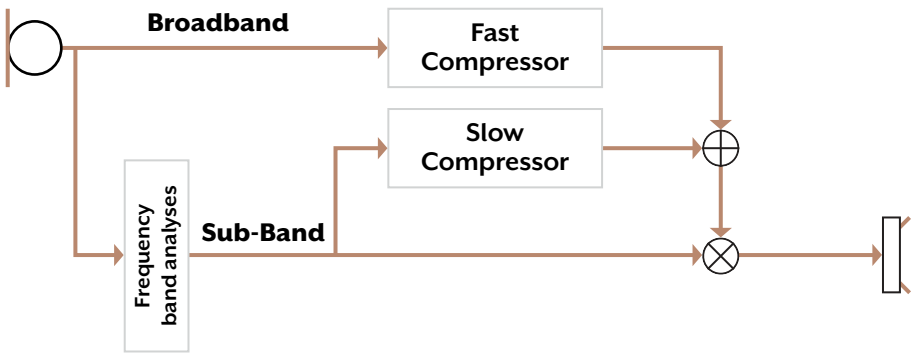 Broadband
Fast
Compressor
Slow
Compressor
Frequency
band analyses
Sub-Band